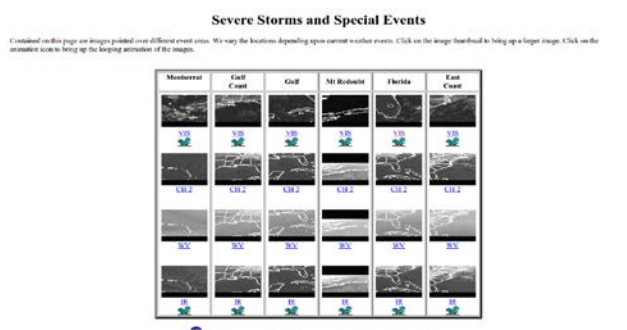 Severe Storms and Special Events
Contained on this page are images pointed over different event areas. We vary the locations depending upon current weather events. Click on the image thumbnail to bring up a larger image. Click on the
animation icon to bring up the looping animation of the images.
Montserrat Gulf Coast Gulf Mt Redoubt Florida East Coast
VIS VIS VIS VIS VIS VIS
CH 2 CH 2 CH 2 CH 2 CH 2 CH 2
WV WV WV WV WV WV
IR IR IR IR IR IR